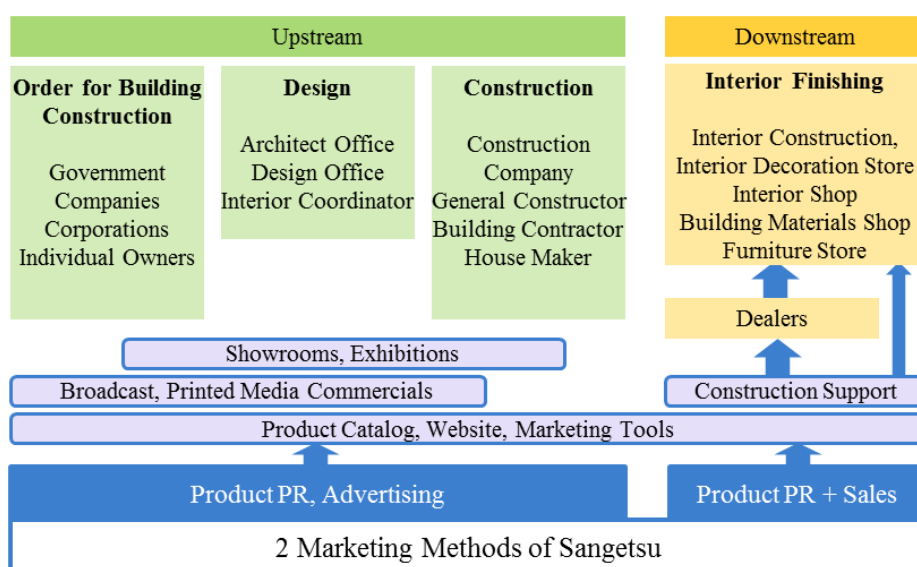 Upstream
Downstream
Order for Building
Construction
Government
Companies
Corporations
Individual Owners
Design
Architect Office
Design Office
Interior Coordinator
Construction
Construction
Company
General Constructor
Building Contractor
House Maker
Interior Finishing
Interior Construction,
Interior Decoration Store
Interior Shop
Building Materials Shop
Furniture Store
Dealers
Showrooms, Exhibitions
Broadcast, Printed Media Commercials
Construction Support
Product Catalog, Website, Marketing Tools
Product PR, Advertising
Product PR + Sales
2 Marketing Methods of Sangetsu